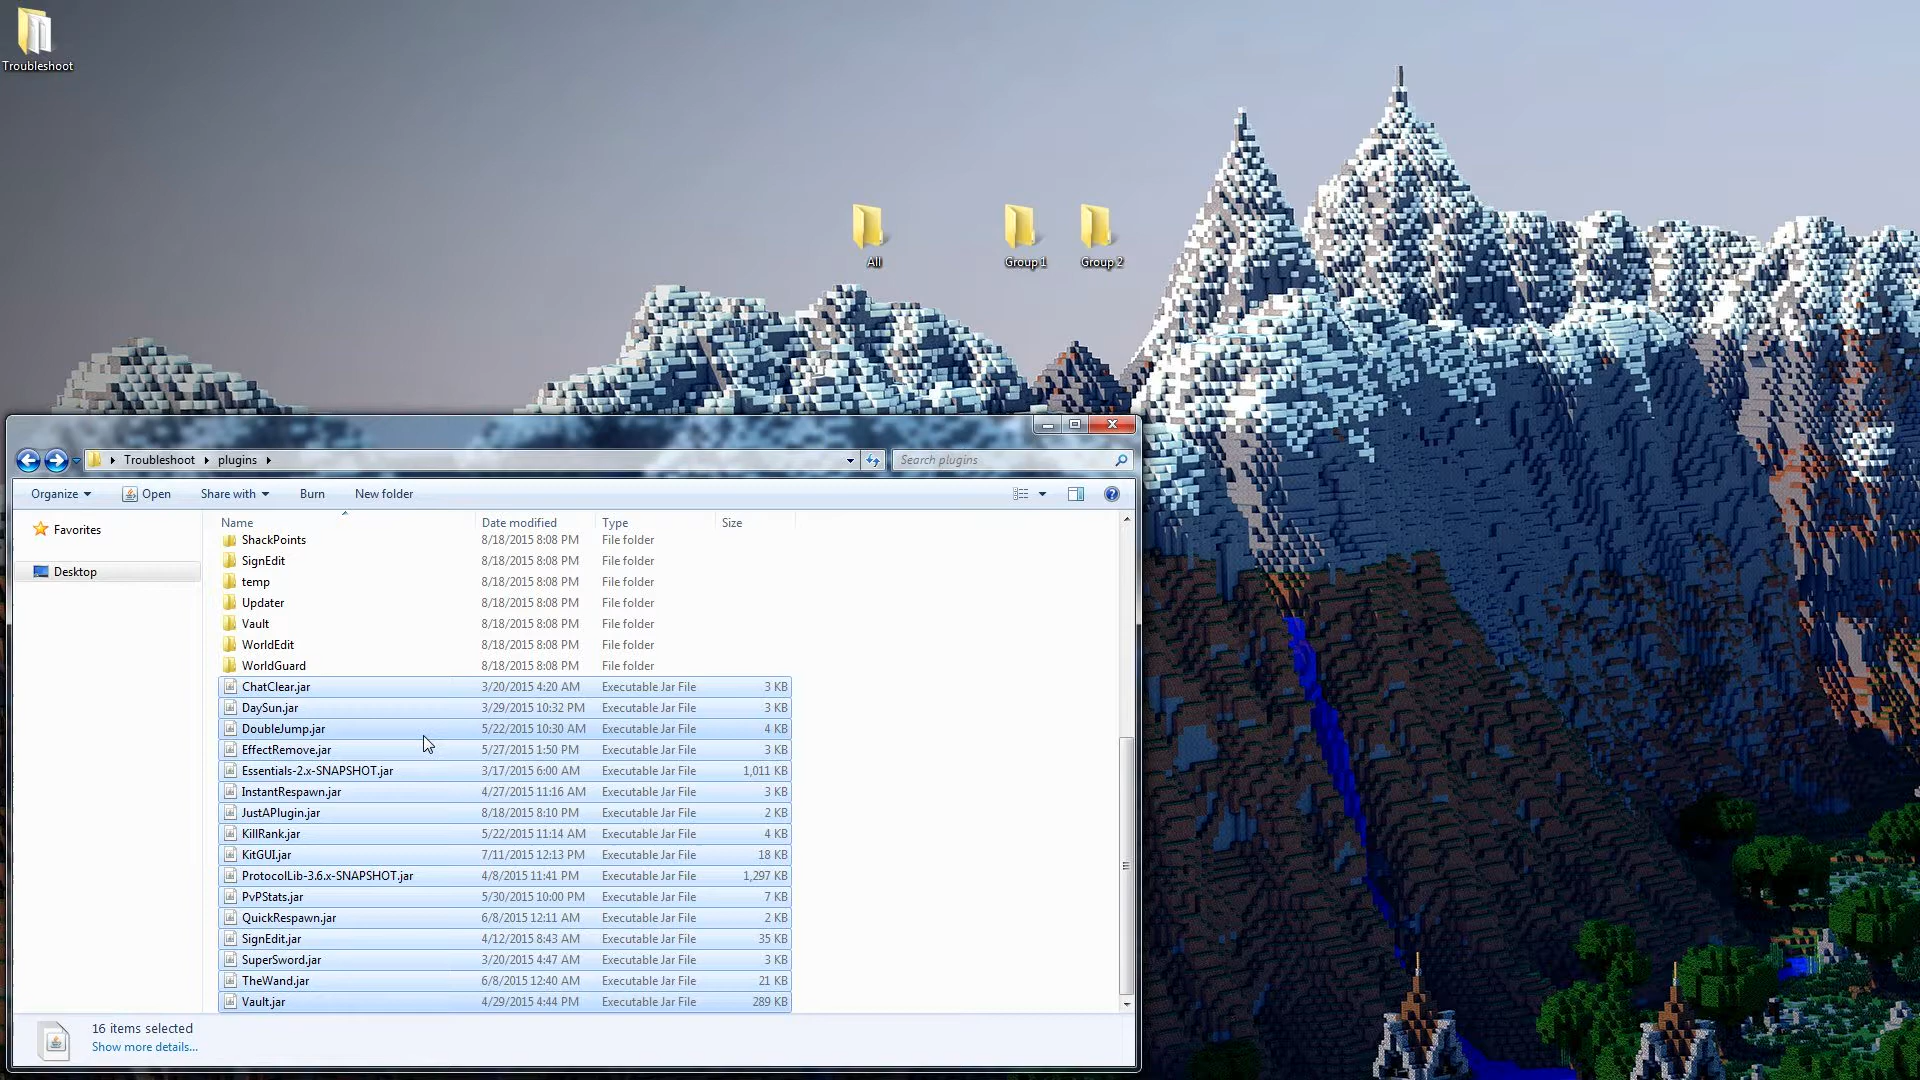 Troubleshoot
All
Group 1
Group 2
Troubleshoot plugins
Search plugins
Organize Open Share with Burn New folder
Favorites
Desktop
Name Date modified Type Size
ShackPoints 8/18/2015 8:08 PM File folder
SignEdit 8/18/2015 8:08 PM File folder
temp 8/18/2015 8:08 PM File folder
Updater 8/18/2015 8:08 PM File folder
Vault 8/18/2015 8:08 PM File folder
WorldEdit 8/18/2015 8:08 PM File folder
WorldGuard 8/18/2015 8:08 PM File folder
ChatClear.jar 3/20/2015 4:20 AM Executable Jar File 3 KB
DaySun.jar 3/29/2015 10:32 PM Executable Jar File 3 KB
DoubleJump.jar 5/22/2015 10:30 AM Executable Jar File 4 KB
EffectRemove.jar 5/27/2015 1:50 PM Executable Jar File 3 KB
Essentials-2.x-SNAPSHOT.jar 3/17/2015 6:00 AM Executable Jar File 1,011 KB
InstantRespawn.jar 4/27/2015 11:16 AM Executable Jar File 3 KB
JustAPlugin.jar 8/18/2015 8:10 PM Executable Jar File 2 KB
KillRank.jar 5/22/2015 11:14 AM Executable Jar File 4 KB
KitGUI.jar 7/11/2015 12:13 PM Executable Jar File 18 KB
ProtocolLib-3.6.x-SNAPSHOT.jar 4/8/2015 11:41 PM Executable Jar File 1,297 KB
PvPStats.jar 5/30/2015 10:00 PM Executable Jar File 7 KB
QuickRespawn.jar 6/8/2015 12:11 AM Executable Jar File 2 KB
SignEdit.jar 4/12/2015 8:43 AM Executable Jar File 35 KB
SuperSword.jar 3/20/2015 4:47 AM Executable Jar File 3 KB
TheWand.jar 6/8/2015 12:40 AM Executable Jar File 21 KB
Vault.jar 4/29/2015 4:44 PM Executable Jar File 289 KB
16 items selected
Show more details...